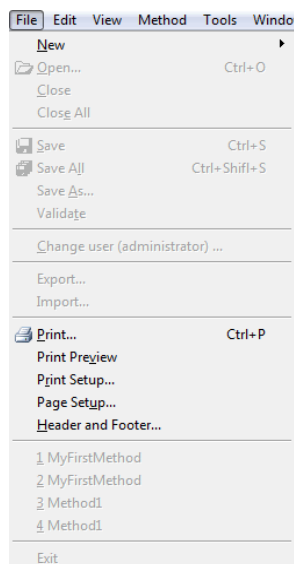 File Edit View Method Tools Windo
New
Open... Ctrl+O
Close
Close All
Save Ctrl+S
Save All Ctrl+Shifl+S
Save As...
Validate
Change user (administrator) ...
Export...
Import...
Print... Ctrl+P
Print Preview
Print Setup...
Page Setup...
Header and Footer...
1 MyFirstMethod
2 MyFirstMethod
3 Method1
4 Method1
Exit